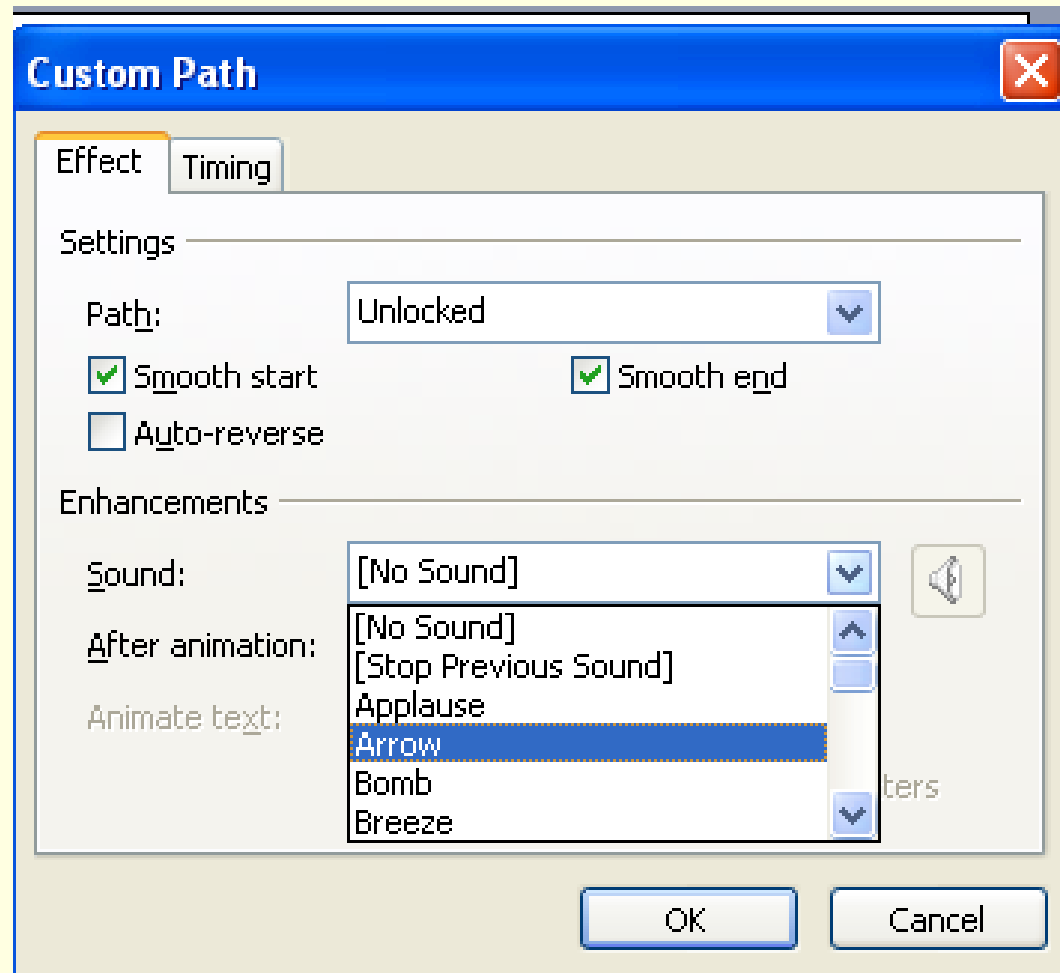 Custom Path
Effect Timing
Settings
Path: Unlocked
Smooth start Smooth end
Auto-reverse
Enhancements
Sound: [No Sound]
[No Sound]
After animation:
[Stop Previous Sound]
Applause
Animate text:
Arrow
Bomb
ters
Breeze
OK Cancel